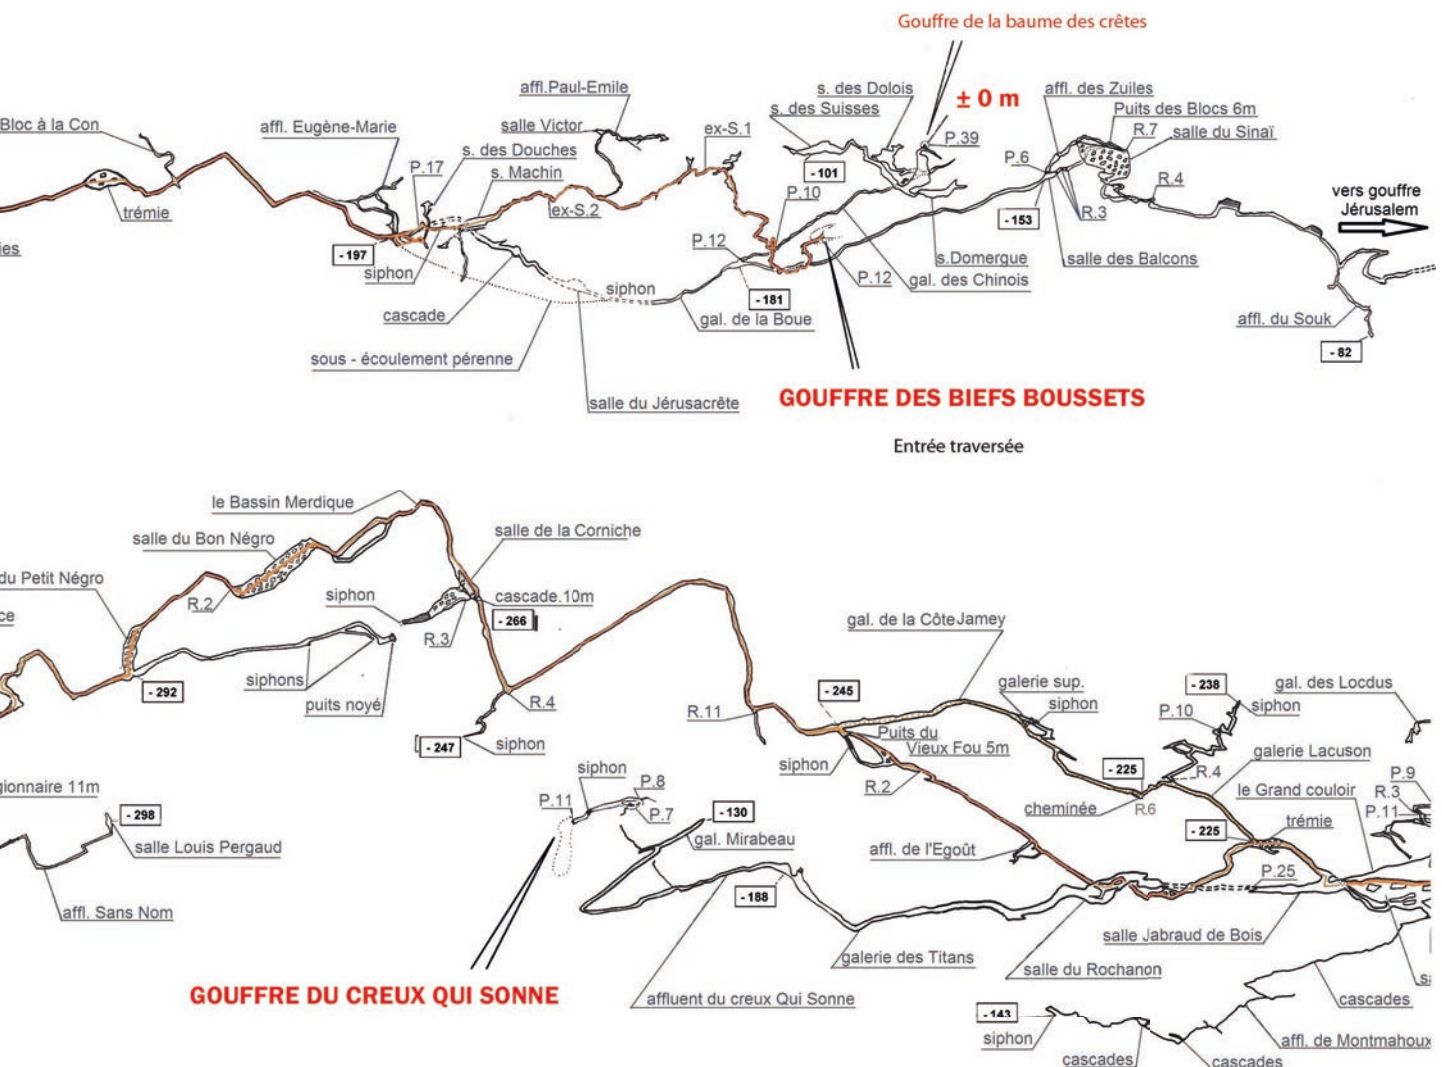 Gouffre de la baume des crêtes
± 0 m
affl.Paul-Emile
s. des Dolois
affl. des Zuiles
s. des Suisses
Puits des Blocs 6m
Bloc à la Con
affl. Eugène-Marie
salle Victor
ex-S.1
P.39
R.7
salle du Sinaï
s. des Douches
P.17
s. Machin
- 101
P.6
R.4
P.10
vers gouffre
Jérusalem
trémie
ex-S.2
- 153
R.3
ies
- 197
P.12
s.Domergue
salle des Balcons
siphon
P.12
gal. des Chinois
siphon
- 181
cascade
gal. de la Boue
affl. du Souk
- 82
sous - écoulement pérenne
salle du Jérusacrête
GOUFFRE DES BIEFS BOUSSETS
Entrée traversée
le Bassin Merdique
salle de la Corniche
salle du Bon Négro
du Petit Négro
R.2
siphon
cascade.10m
ce
- 266
R.3
gal. de la Côte Jamey
siphons
- 292
puits noyé
R.4
- 245
galerie sup.
siphon
- 238
siphon
gal. des Locdus
R.11
P.10
- 247
siphon
Puits du
Vieux Fou 5m
galerie Lacuson
siphon
- 225
R.4
gionnaire 11m
siphon
P.8
R.2
cheminée
R.6
le Grand couloir
P.9
R.3
P.11
P.11
P.7
- 130
- 298
- 225
trémie
salle Louis Pergaud
gal. Mirabeau
affl. de l'Egoût
P.25
- 188
affl. Sans Nom
salle Jabraud de Bois
galerie des Titans
salle du Rochanon
GOUFFRE DU CREUX QUI SONNE
affluent du creux Qui Sonne
cascades
- 143
siphon
affl. de Montmahoux
cascades
cascades